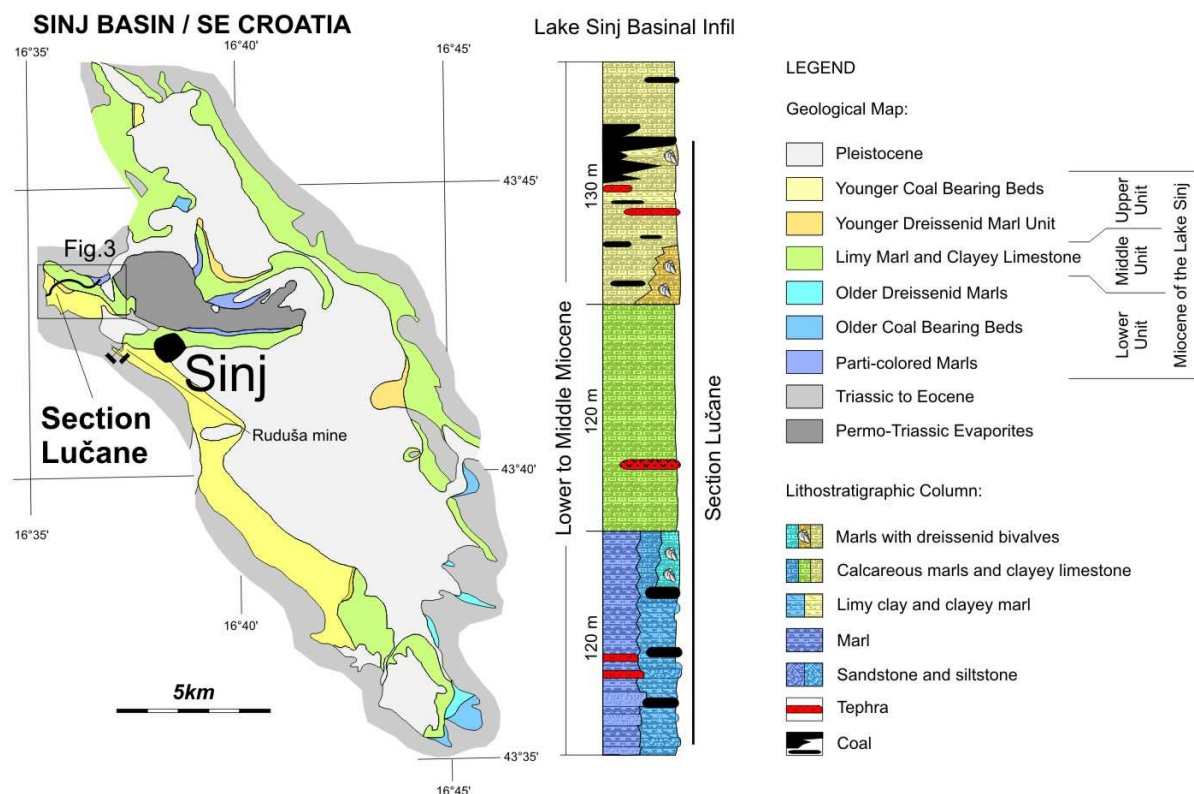 SINJ BASIN / SE CROATIA
16°35'
16°40'
16°45'
43°45'
Fig.3
Sinj
Section
Lučane
Ruduša mine
43°40'
16°35'
16°40'
5km
43°35'
16°45'
Lake Sinj Basinal Infil
Lower to Middle Miocene
130 m
120 m
120 m
Section Lučane
LEGEND
Geological Map:
Pleistocene
Younger Coal Bearing Beds
Younger Dreissenid Marl Unit
Limy Marl and Clayey Limestone
Older Dreissenid Marls
Older Coal Bearing Beds
Parti-colored Marls
Triassic to Eocene
Permo-Triassic Evaporites
Upper
Unit
Middle
Unit
Lower
Unit
Miocene of the Lake Sinj
Lithostratigraphic Column:
Marls with dreissenid bivalves
Calcareous marls and clayey limestone
Limy clay and clayey marl
Marl
Sandstone and siltstone
Tephra
Coal